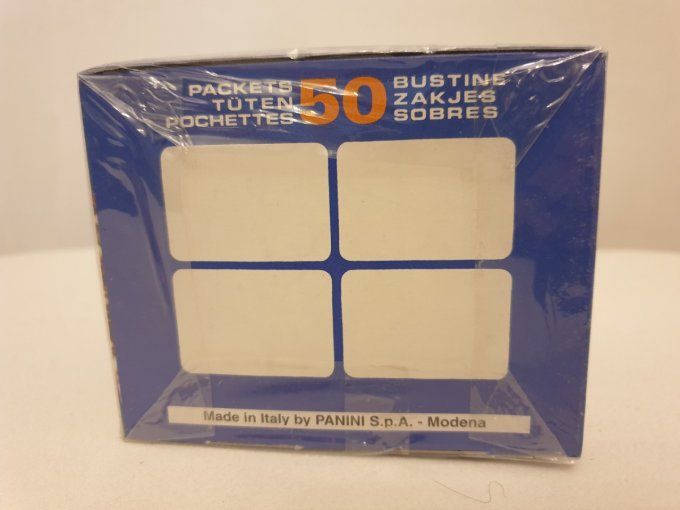 PACKETS 50 BUSTINE
TÜTEN ZAKJES
POCHETTES SOBRES
Made in Italy by PANINI S.p.A. - Modena